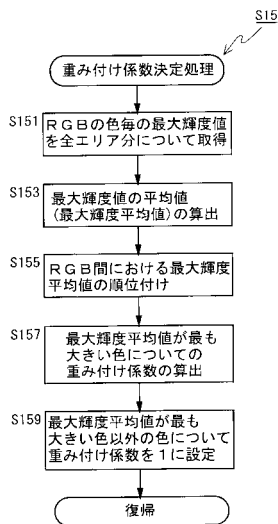 S15
重み付け係数決定処理
S151
RGBの色毎の最大輝度値
を全エリア分について取得
S153
最大輝度値の平均値
(最大輝度平均値)の算出
S155
RGB間における最大輝度
平均値の順位付け
S157
最大輝度平均値が最も
大きい色についての
重み付け係数の算出
S159
最大輝度平均値が最も
大きい色以外の色について
重み付け係数を1に設定
復帰